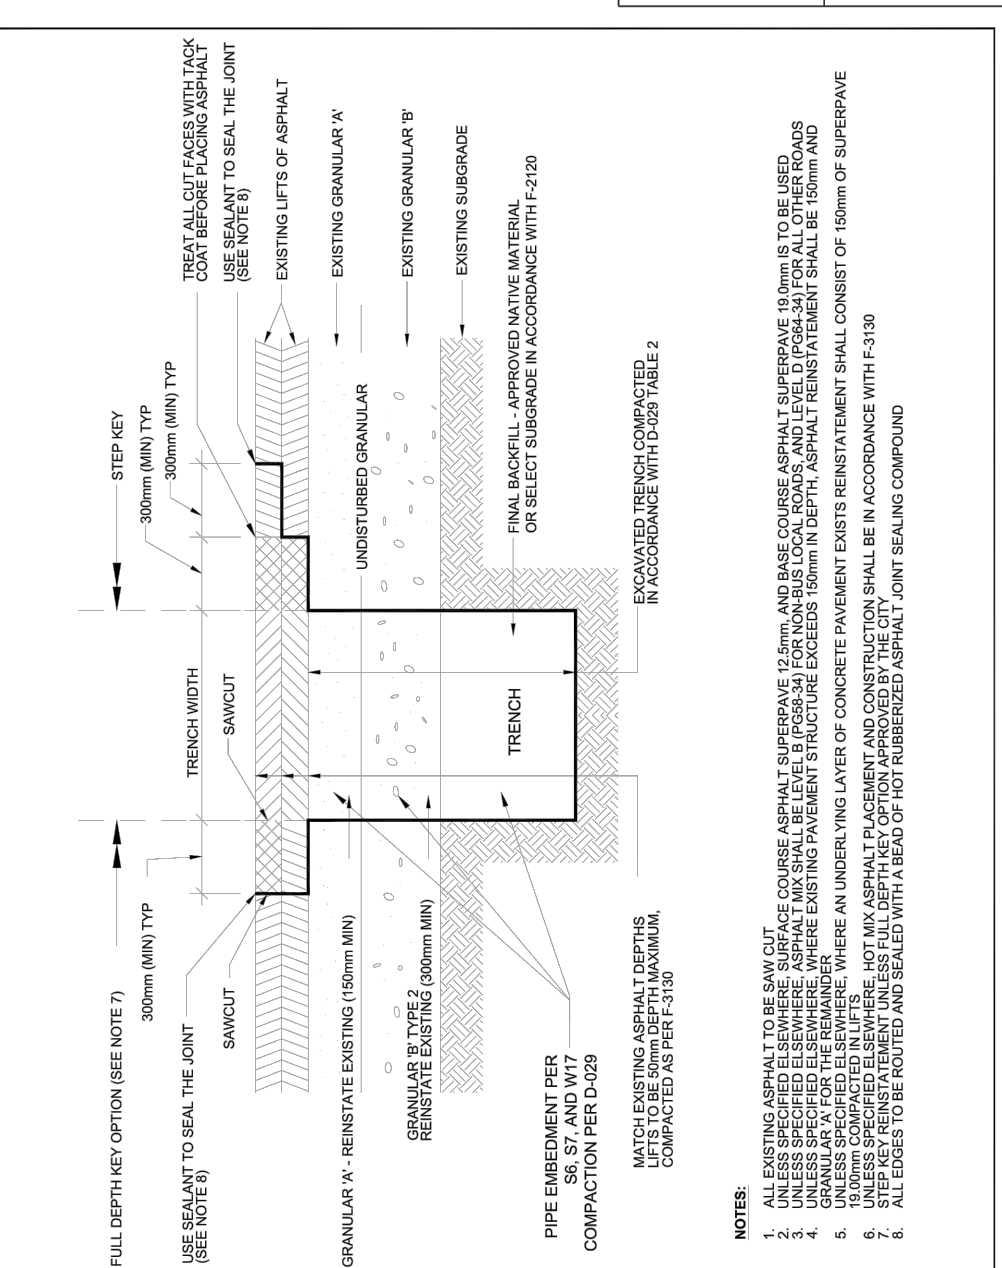 FULL DEPTH KEY OPTION (SEE NOTE 7)
STEP KEY
300mm (MIN) TYP
300mm (MIN) TYP
300mm (MIN) TYP
TRENCH WIDTH
TREAT ALL CUT FACES WITH TACK
COAT BEFORE PLACING ASPHALT
USE SEALANT TO SEAL THE JOINT
(SEE NOTE 8)
SAWCUT
SAWCUT
USE SEALANT TO SEAL THE JOINT
(SEE NOTE 8)
EXISTING LIFTS OF ASPHALT
GRANULAR 'A' - REINSTATE EXISTING (150mm MIN)
EXISTING GRANULAR 'A'
UNDISTURBED GRANULAR
GRANULAR 'B' TYPE 2
REINSTATE EXISTING (300mm MIN)
EXISTING GRANULAR 'B'
EXISTING SUBGRADE
TRENCH
FINAL BACKFILL - APPROVED NATIVE MATERIAL
OR SELECT SUBGRADE IN ACCORDANCE WITH F-2120
PIPE EMBEDMENT PER
S6, S7, AND W17
COMPACTION PER D-029
MATCH EXISTING ASPHALT DEPTHS
LIFTS TO BE 50mm DEPTH MAXIMUM,
COMPACTED AS PER F-3130
EXCAVATED TRENCH COMPACTED
IN ACCORDANCE WITH D-029 TABLE 2
NOTES:
1. ALL EXISTING ASPHALT TO BE SAW CUT
2. UNLESS SPECIFIED ELSEWHERE, SURFACE COURSE ASPHALT SUPERPAVE 12.5mm, AND BASE COURSE ASPHALT SUPERPAVE 19.0mm IS TO BE USED
3. UNLESS SPECIFIED ELSEWHERE, ASPHALT MIX SHALL BE LEVEL B (PG58-34) FOR NON-BUS LOCAL ROADS, AND LEVEL D (PG64-34) FOR ALL OTHER ROADS
4. UNLESS SPECIFIED ELSEWHERE, WHERE EXISTING PAVEMENT STRUCTURE EXCEEDS 150mm IN DEPTH, ASPHALT REINSTATEMENT SHALL BE 150mm AND
GRANULAR 'A' FOR THE REMAINDER
5. UNLESS SPECIFIED ELSEWHERE, WHERE AN UNDERLYING LAYER OF CONCRETE PAVEMENT EXISTS REINSTATEMENT SHALL CONSIST OF 150mm OF SUPERPAVE
19.00mm COMPACTED IN LIFTS
6. UNLESS SPECIFIED ELSEWHERE, HOT MIX ASPHALT PLACEMENT AND CONSTRUCTION SHALL BE IN ACCORDANCE WITH F-3130
7. STEP KEY REINSTATEMENT UNLESS FULL DEPTH KEY OPTION APPROVED BY THE CITY
8. ALL EDGES TO BE ROUTED AND SEALED WITH A BEAD OF HOT RUBBERIZED ASPHALT JOINT SEALING COMPOUND